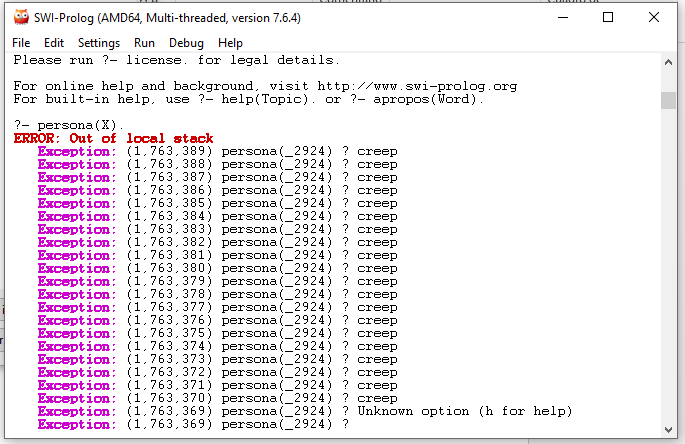 SWI-Prolog (AMD64, Multi-threaded, version 7.6.4)
File Edit Settings Run Debug Help
Please run ?- license. for legal details.
For online help and background, visit http://www.swi-prolog.org
For built-in help, use ?- help(Topic). or ?- apropos(Word).
?- persona(X).
ERROR: Out of local stack
Exception: (1,763,389) persona(_2924) ? creep
Exception: (1,763,388) persona(_2924) ? creep
Exception: (1,763,387) persona(_2924) ? creep
Exception: (1,763,386) persona(_2924) ? creep
Exception: (1,763,385) persona(_2924) ? creep
Exception: (1,763,384) persona(_2924) ? creep
Exception: (1,763,383) persona(_2924) ? creep
Exception: (1,763,382) persona(_2924) ? creep
Exception: (1,763,381) persona(_2924) ? creep
Exception: (1,763,380) persona(_2924) ? creep
Exception: (1,763,379) persona(_2924) ? creep
Exception: (1,763,378) persona(_2924) ? creep
Exception: (1,763,377) persona(_2924) ? creep
Exception: (1,763,376) persona(_2924) ? creep
Exception: (1,763,375) persona(_2924) ? creep
Exception: (1,763,374) persona(_2924) ? creep
Exception: (1,763,373) persona(_2924) ? creep
Exception: (1,763,372) persona(_2924) ? creep
Exception: (1,763,371) persona(_2924) ? creep
Exception: (1,763,370) persona(_2924) ? creep
Exception: (1,763,369) persona(_2924) ? Unknown option (h for help)
Exception: (1,763,369) persona(_2924) ?